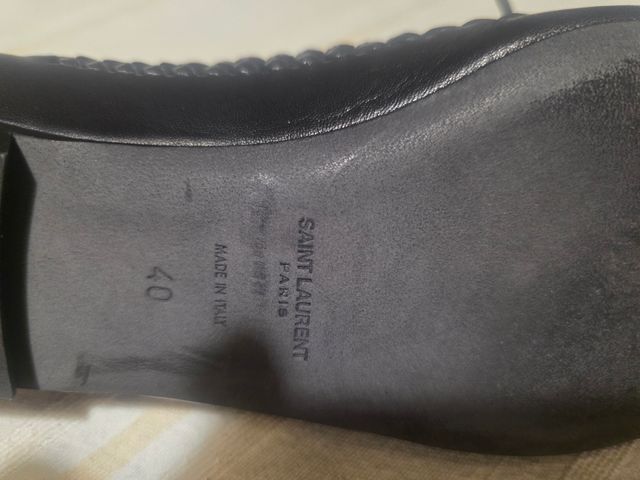 SAINT LAURENT
PARIS
MADE IN ITALY
40